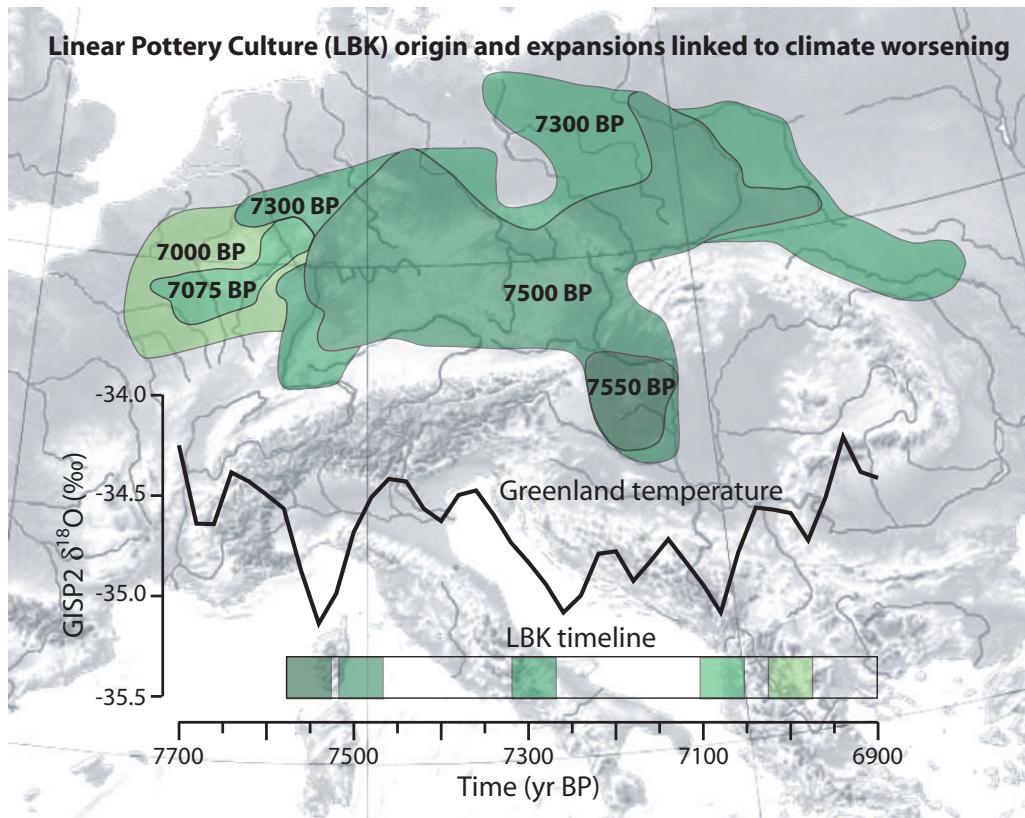 Linear Pottery Culture (LBK) origin and expansions linked to climate worsening
7300 BP
7300 BP
7000 BP
7075 BP
7500 BP
7550 BP
-34.0
-34.5
-35.0
-35.5
GISP2 δ¹⁸O (‰)
Greenland temperature
LBK timeline
7700 7500 7300 7100 6900
Time (yr BP)